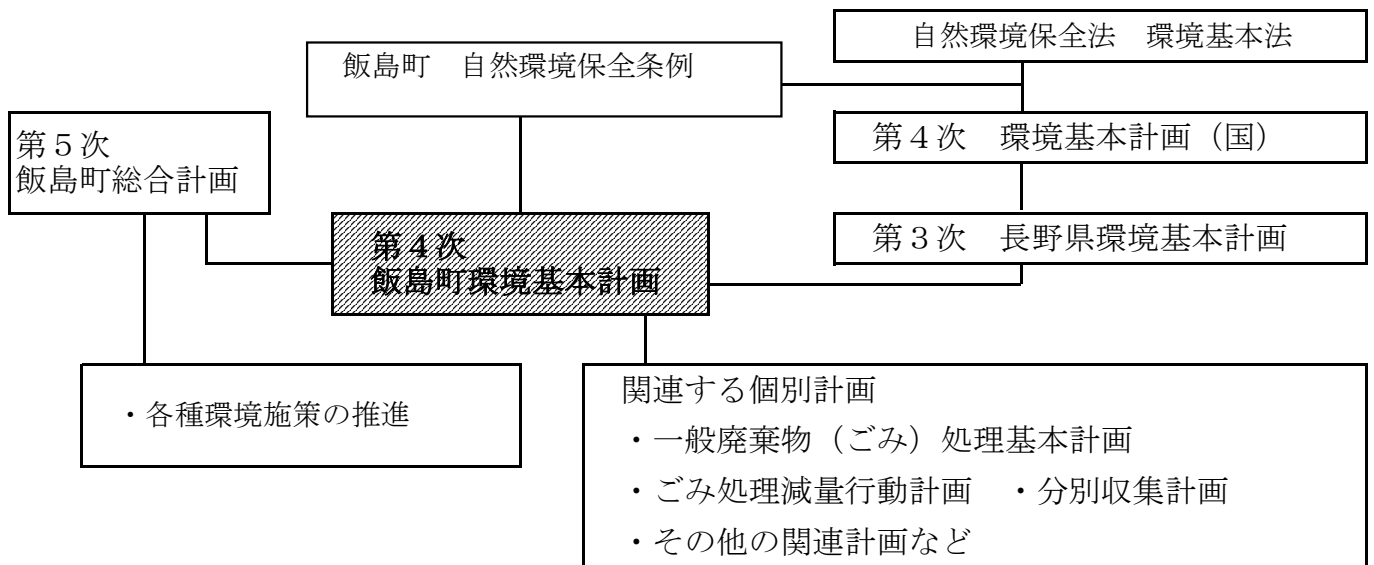 自然環境保全法　環境基本法
飯島町　自然環境保全条例
第４次　環境基本計画（国）
第５次
飯島町総合計画
第３次　長野県環境基本計画
第４次
飯島町環境基本計画
・各種環境施策の推進
関連する個別計画
・一般廃棄物（ごみ）処理基本計画
・ごみ処理減量行動計画　・分別収集計画
・その他の関連計画など